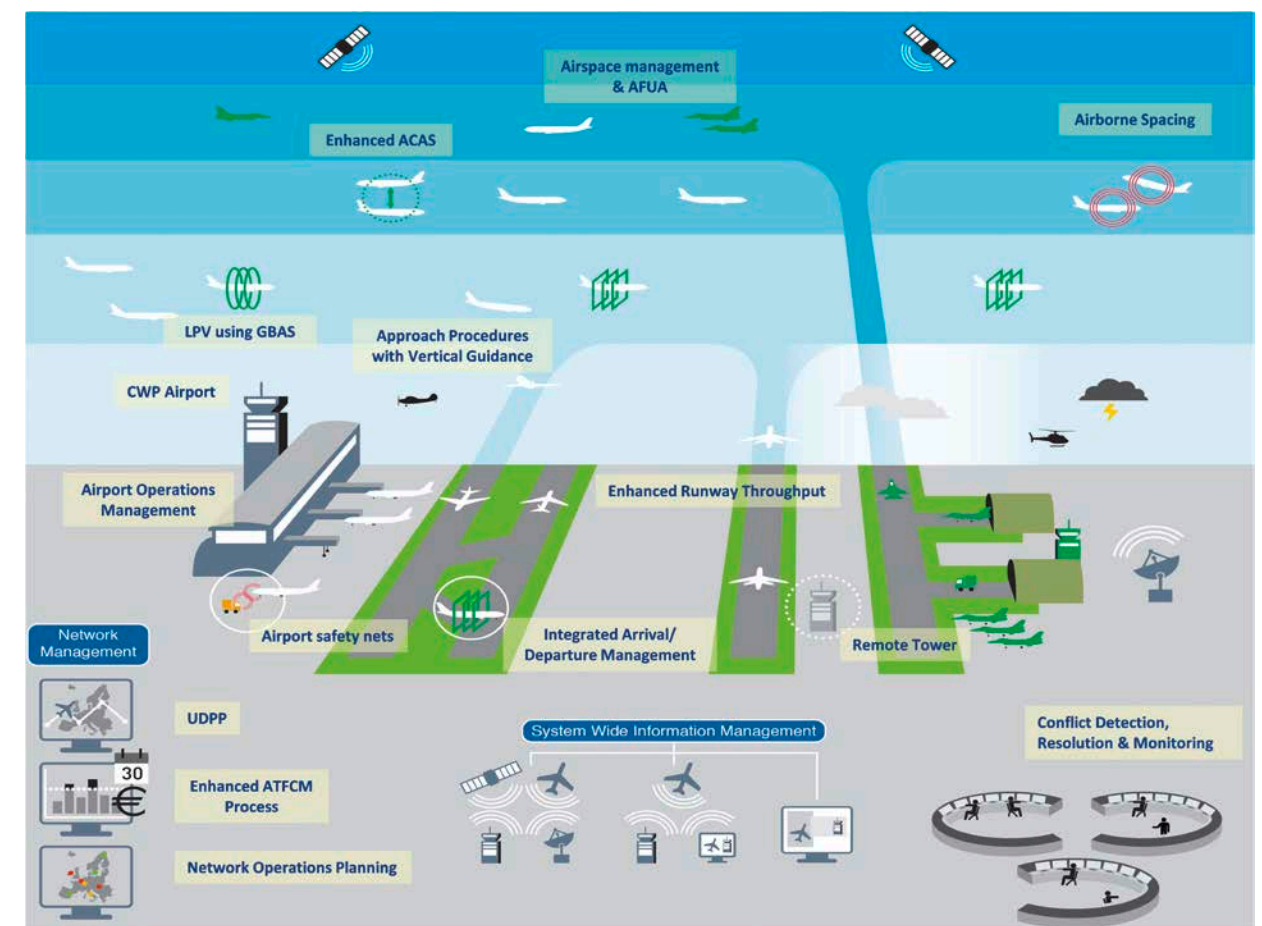 Airspace management
& AFUA
Airborne Spacing
Enhanced ACAS
LPV using GBAS
Approach Procedures
with Vertical Guidance
CWP Airport
Airport Operations
Management
Enhanced Runway Throughput
Airport safety nets
Integrated Arrival/
Departure Management
Remote Tower
Network
Management
UDPP
System Wide Information Management
Conflict Detection,
Resolution & Monitoring
30
€
Enhanced ATFCM
Process
Network Operations Planning